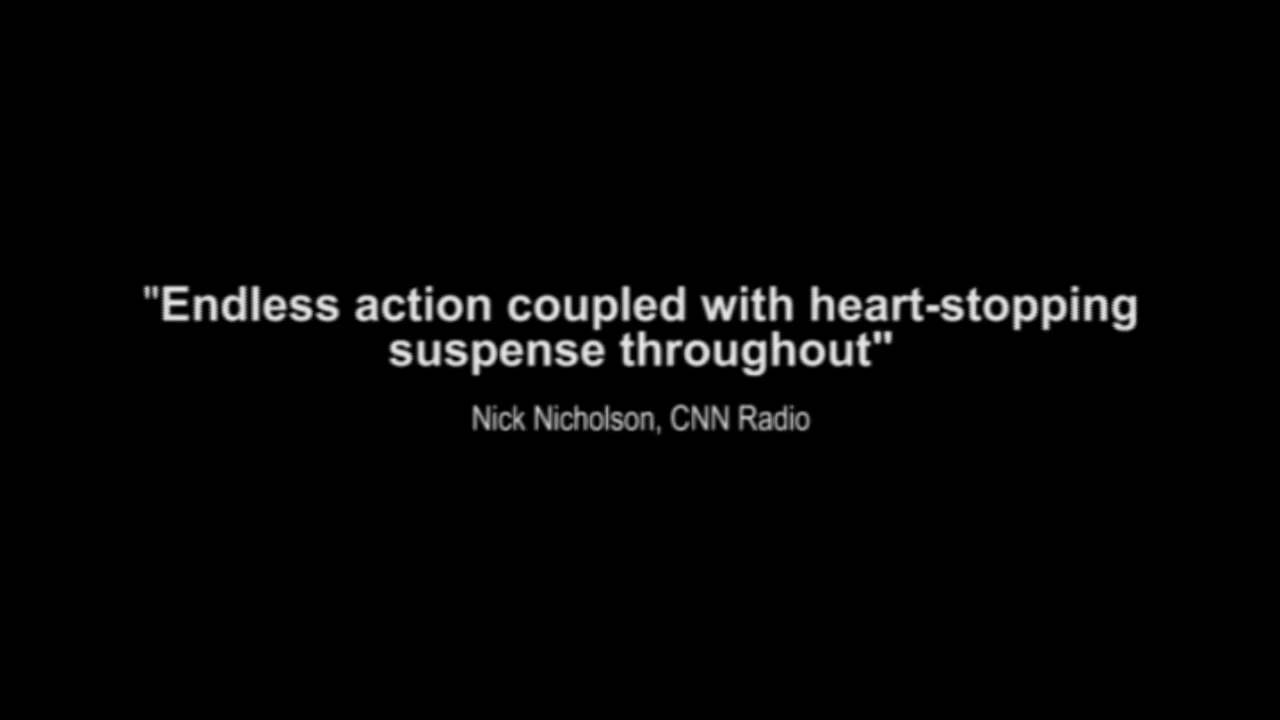 "Endless action coupled with heart-stopping
suspense throughout"
Nick Nicholson, CNN Radio